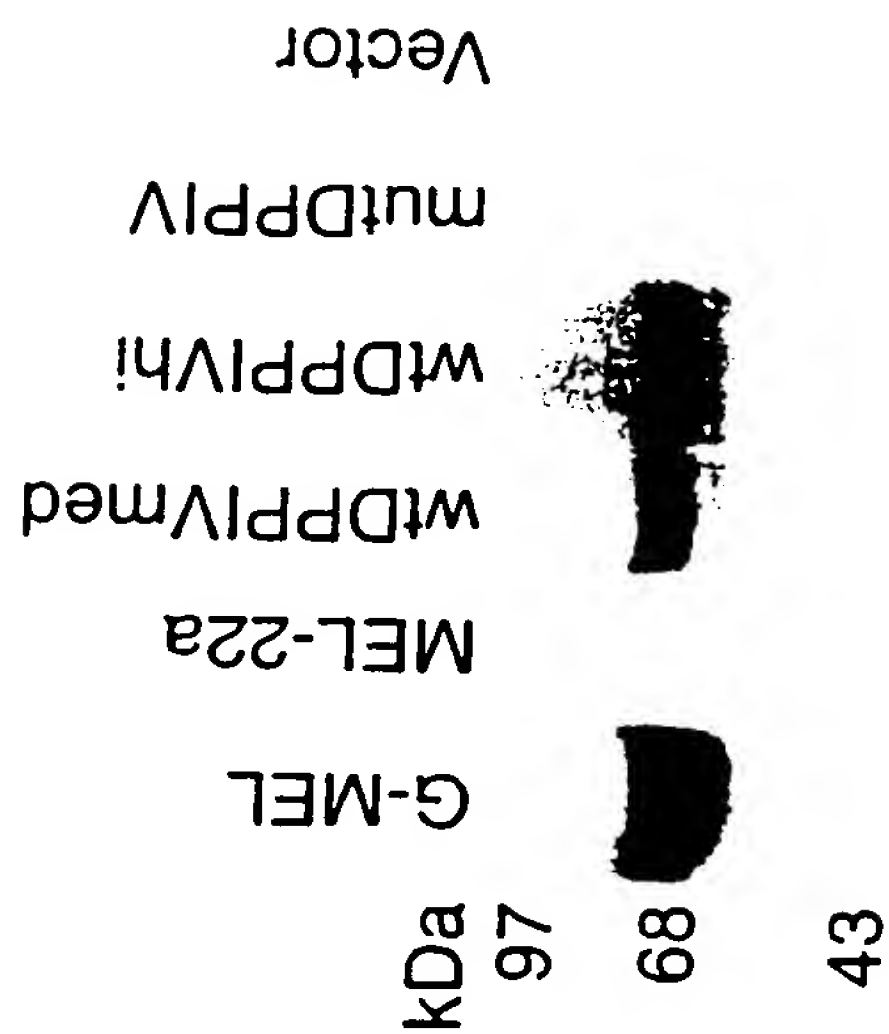 Vector
mutDPPIV
wtDPPIVhi
wtDPPIVmed
MEL-22a
G-MEL
kDa
97
68
43